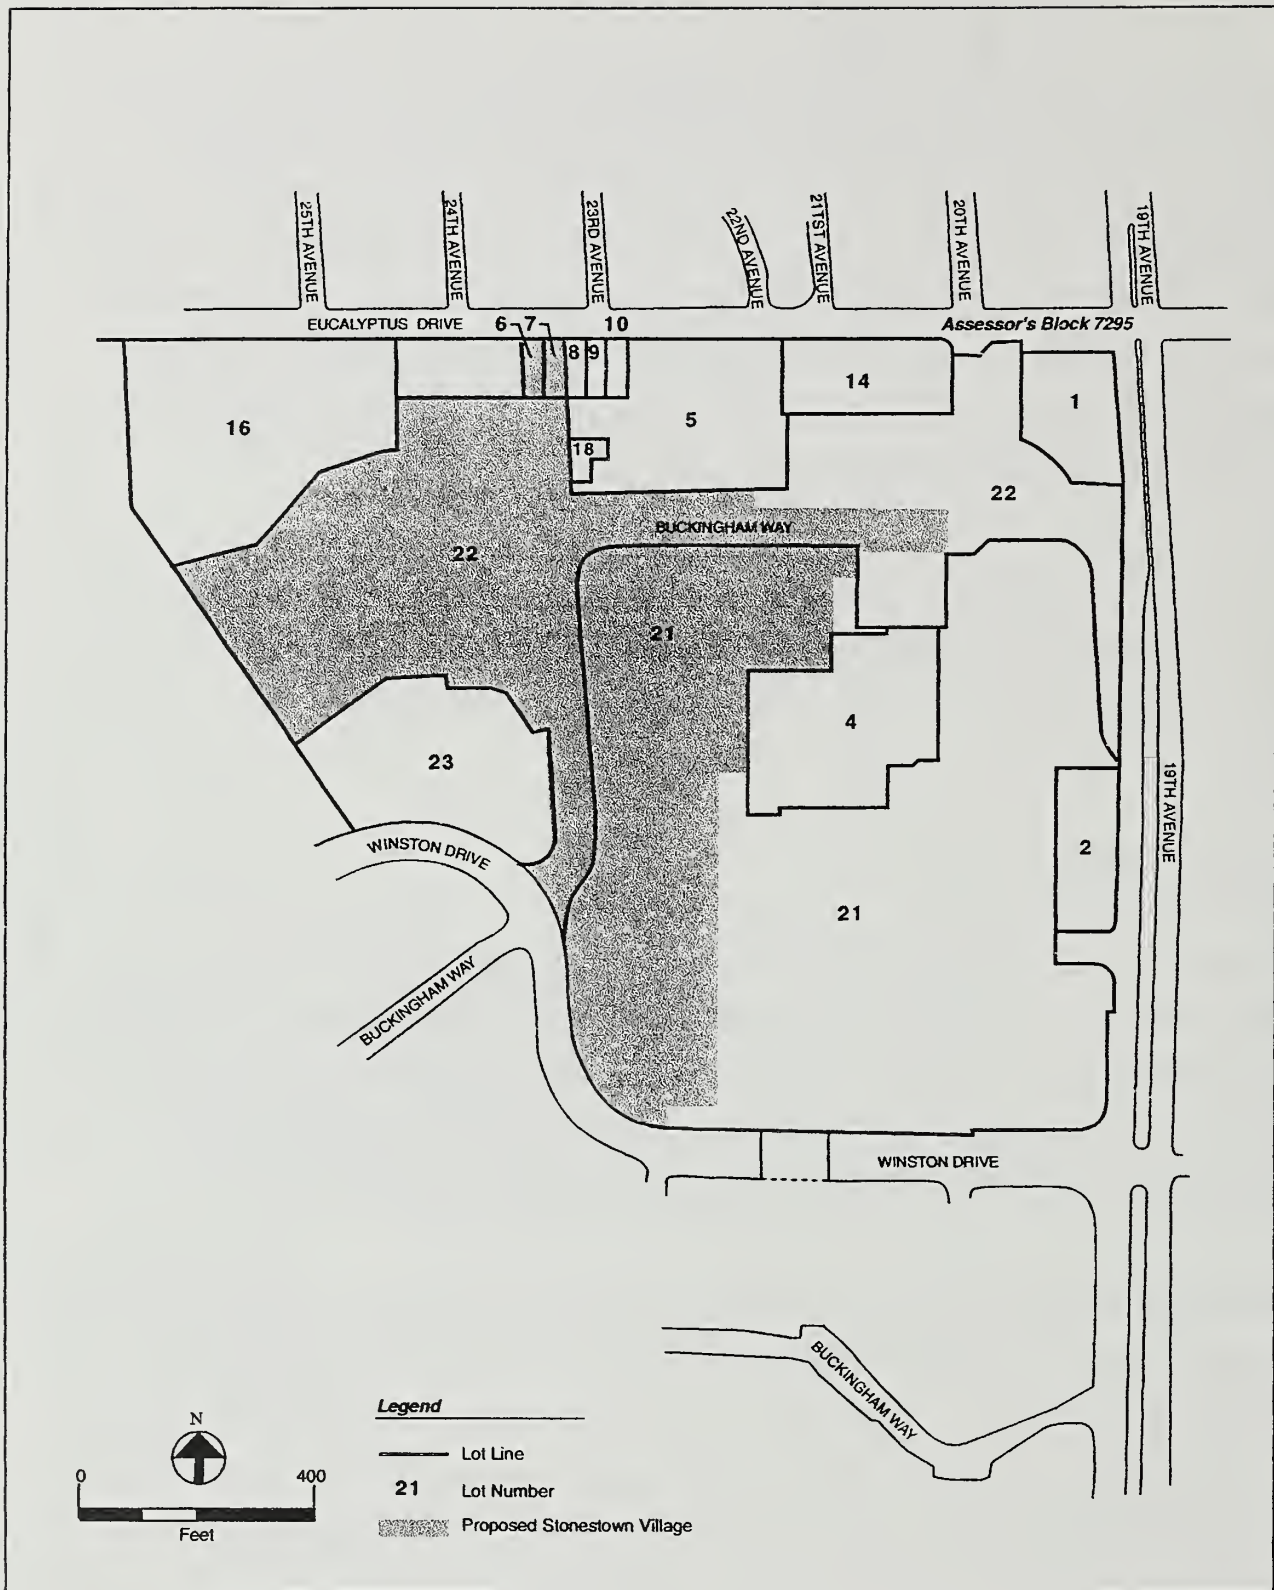 25TH AVENUE
24TH AVENUE
23RD AVENUE
22ND AVENUE
21TST AVENUE
20TH AVENUE
19TH AVENUE
EUCALYPTUS DRIVE
6
7
10
Assessor's Block 7295
8
9
14
1
16
5
18
22
BUCKINGHAM WAY
22
21
4
23
19TH AVENUE
WINSTON DRIVE
2
21
BUCKINGHAM WAY
WINSTON DRIVE
BUCKINGHAM WAY
Legend
N
Lot Line
0
400
21
Lot Number
Feet
Proposed Stonestown Village